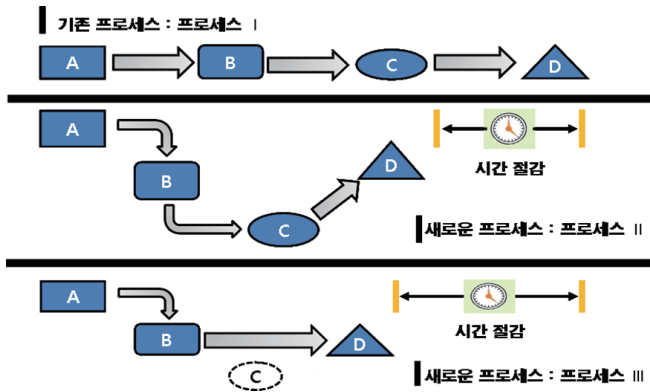 기존 프로세스 : 프로세스 Ⅰ
A
B
C
D
A
B
C
D
시간 절감
새로운 프로세스 : 프로세스 Ⅱ
A
B
C
D
시간 절감
새로운 프로세스 : 프로세스 Ⅲ